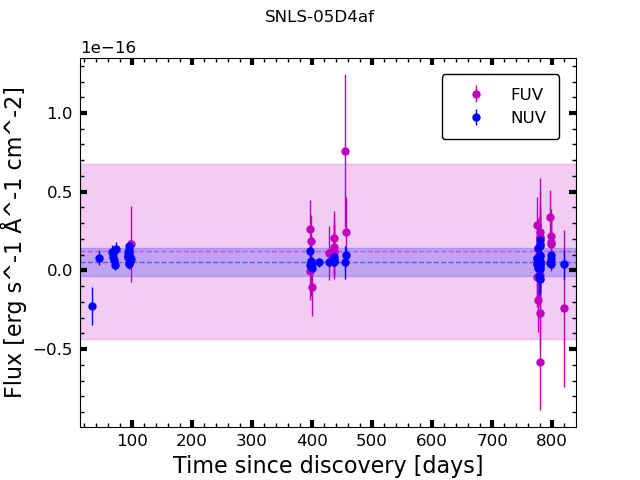 SNLS-05D4af
1e−16
FUV
NUV
1.0
0.5
0.0
−0.5
Flux [erg s^-1 Å^-1 cm^-2]
100 200 300 400 500 600 700 800
Time since discovery [days]